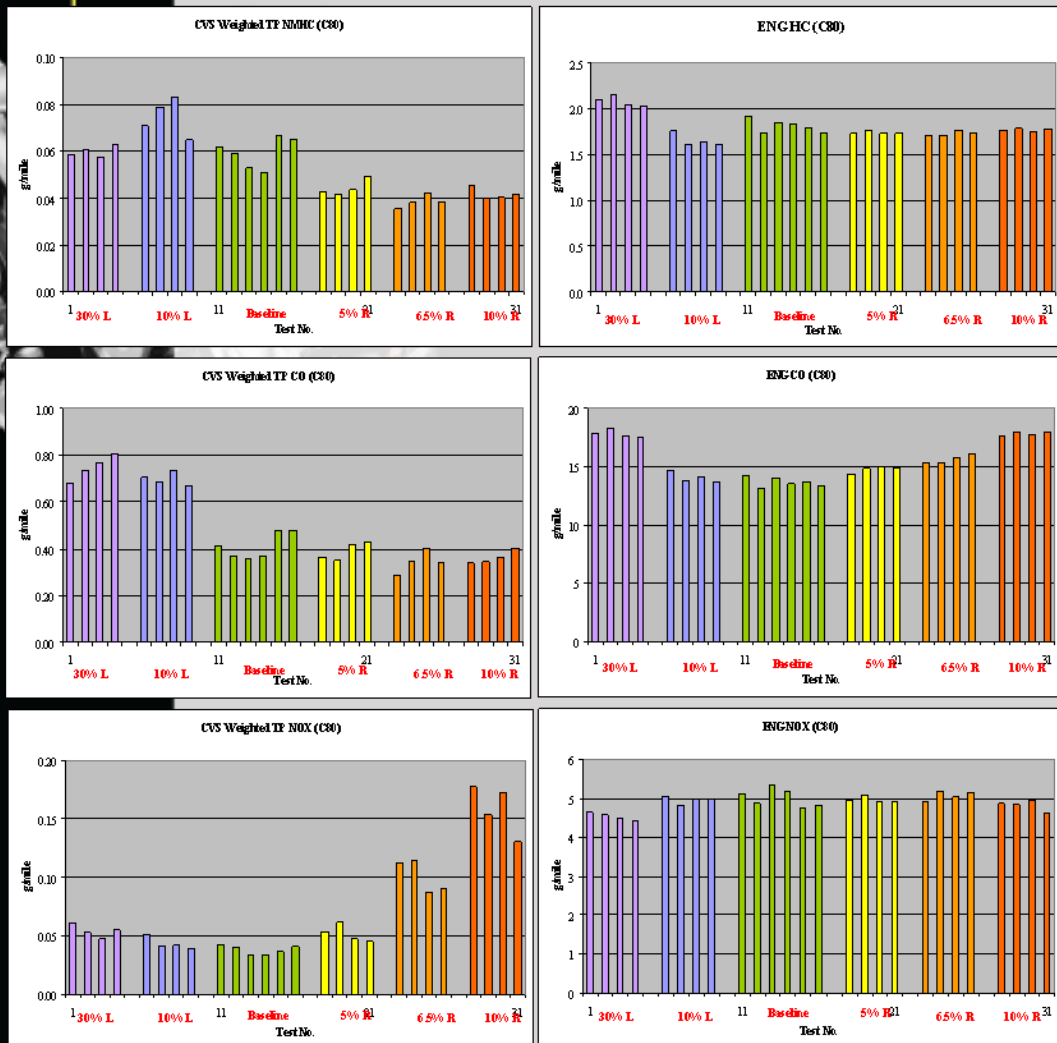 CVS Weighted TP NMHC (C80)
0.10
0.08
0.06
0.04
0.02
0.00
g/mile
1
11
21
31
30% L
10% L
Baseline
5% R
6.5% R
10% R
Test No.
ENG-HC (C80)
2.5
2.0
1.5
1.0
0.5
0.0
g/mile
1
11
21
31
30% L
10% L
Baseline
5% R
6.5% R
10% R
Test No.
CVS Weighted TP CO (C80)
1.00
0.80
0.60
0.40
0.20
0.00
g/mile
1
11
21
31
30% L
10% L
Baseline
5% R
6.5% R
10% R
Test No.
ENG-CO (C80)
20
15
10
5
0
g/mile
1
11
21
31
30% L
10% L
Baseline
5% R
6.5% R
10% R
Test No.
CVS Weighted TP NOX (C80)
0.20
0.15
0.10
0.05
0.00
g/mile
1
11
21
31
30% L
10% L
Baseline
5% R
6.5% R
10% R
Test No.
ENG-NOX (C80)
6
5
4
3
2
1
0
g/mile
1
11
21
31
30% L
10% L
Baseline
5% R
6.5% R
10% R
Test No.